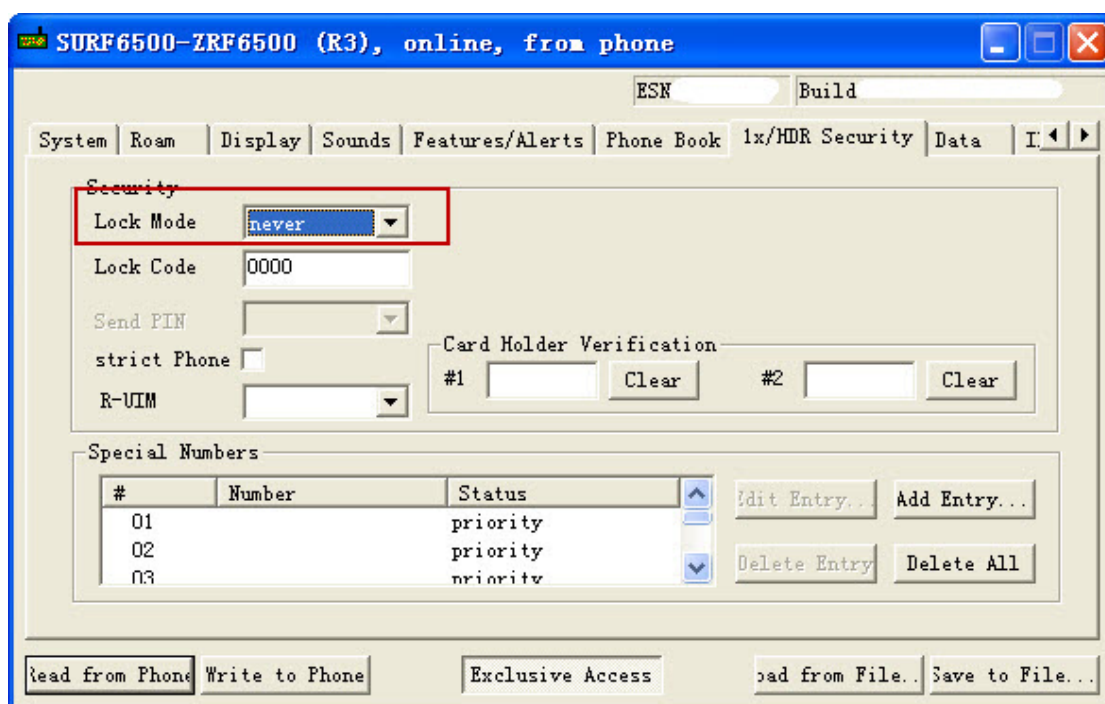 SURF6500-ZRF6500 (R3), online, from phone
ESN Build
System Roam Display Sounds Features/Alerts Phone Book 1x/HDR Security Data
Security
Lock Mode never
Lock Code 0000
Send PIN
strict Phone
Card Holder Verification
#1 Clear #2 Clear
R-UIM
Special Numbers
# Number Status
01 priority
02 priority
03 priority
Edit Entry... Add Entry...
Delete Entry Delete All
Read from Phone Write to Phone Exclusive Access oad from File.. Save to File...